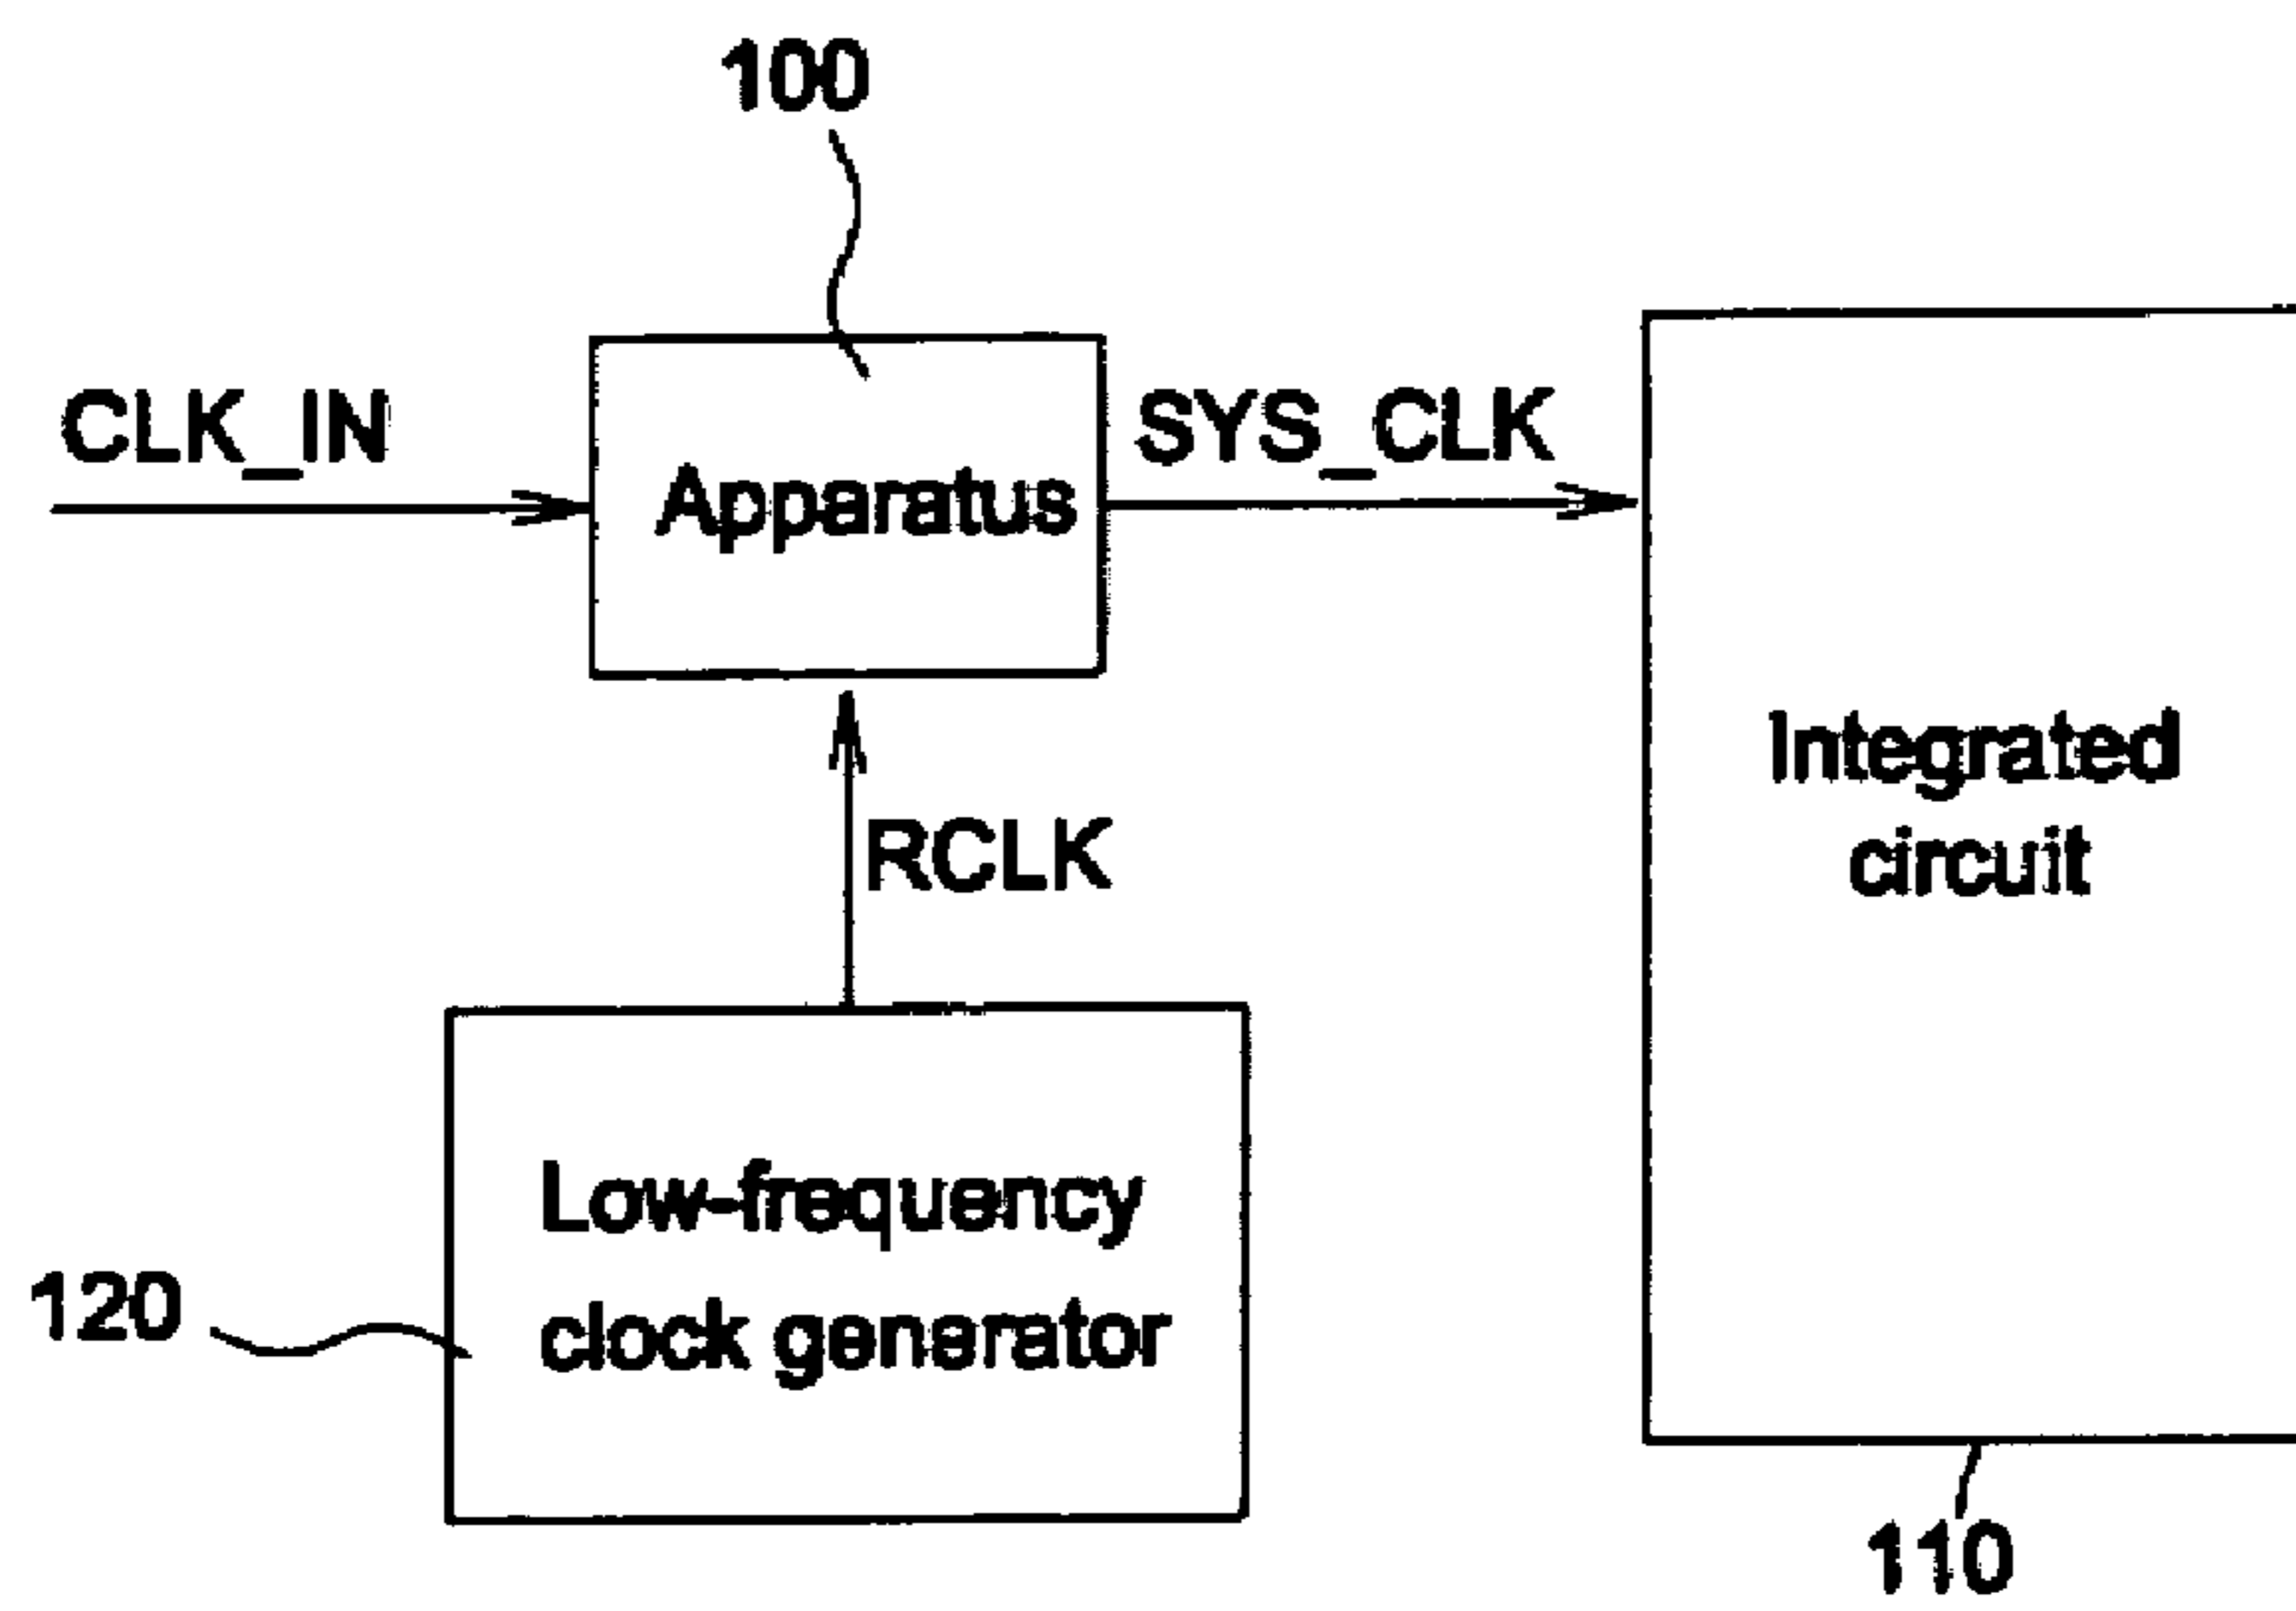 100
CLK_IN
Apparatus
SYS_CLK
Integrated
circuit
RCLK
Low-frequency
clock generator
120
110